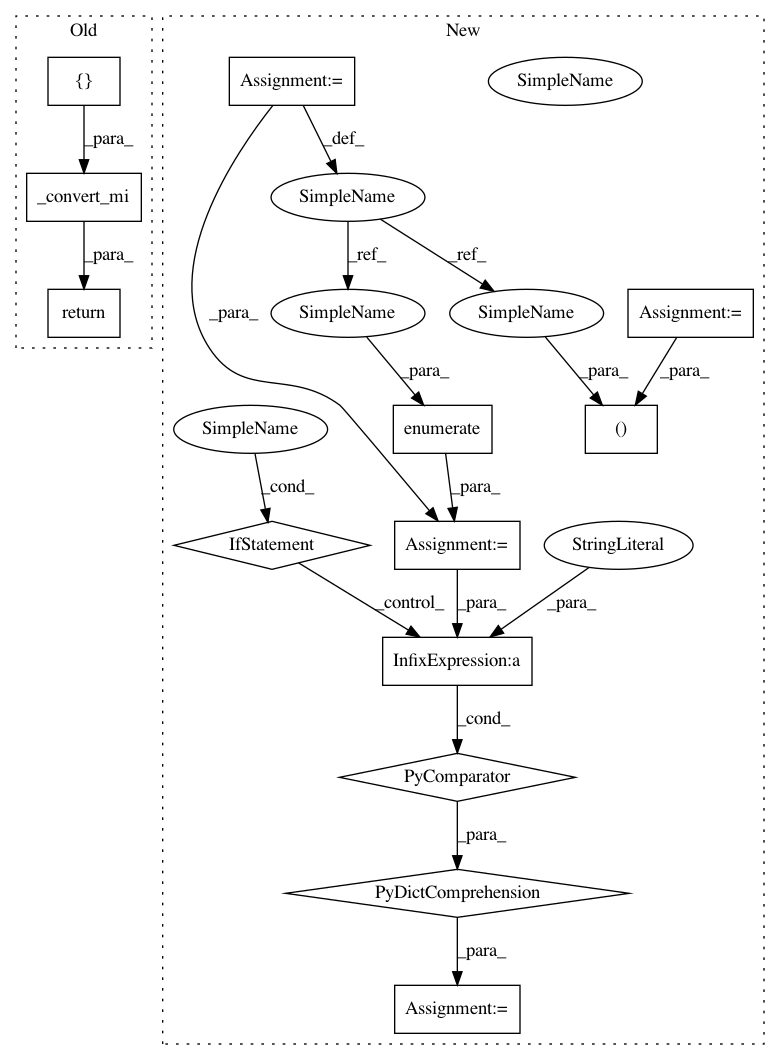 Old
New
{}
Assignment:=
SimpleName
_para_
_def_
_convert_mi
SimpleName
_para_
_ref_
_ref_
return
_para_
SimpleName
SimpleName
Assignment:=
_para_
_para_
_para_
SimpleName
enumerate
()
_cond_
_para_
IfStatement
Assignment:=
StringLiteral
_control_
_para_
_para_
InfixExpression:a
_cond_
PyComparator
_para_
PyDictComprehension
_para_
Assignment:=